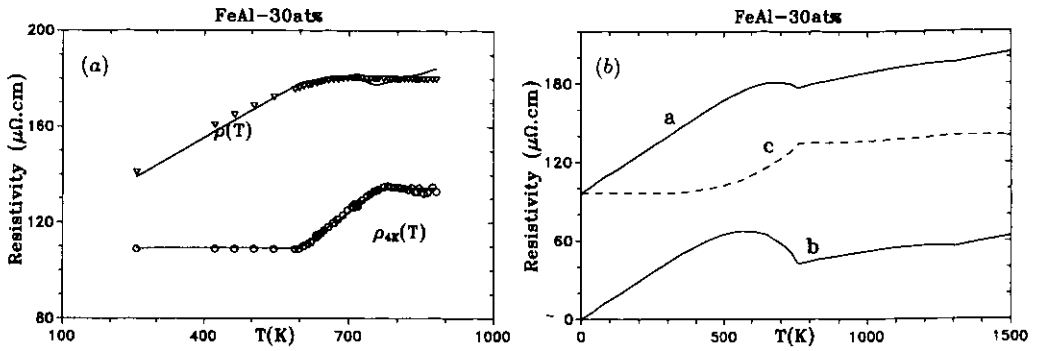 FeAl-30at%
200
(a)
160
ρ(T)
120
ρ4K(T)
80
100
400
700
1000
T(K)
Resistivity (μΩ.cm)
FeAl-30at%
(b)
180
a
120
c
60
b
~ 0
0
500
1000
1500
T(K)
Resistivity (μΩ.cm)